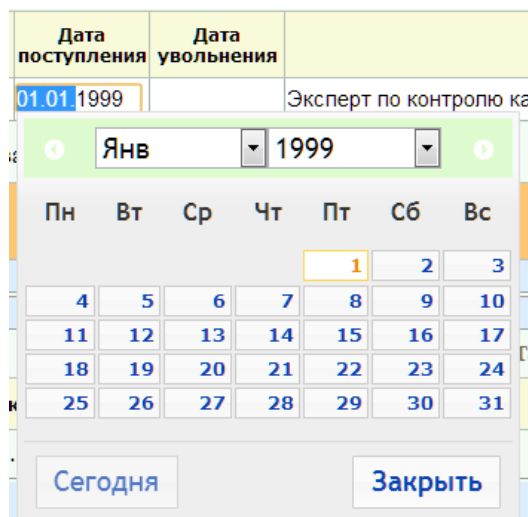 Дата поступления Дата увольнения
01.01.1999 Эксперт по контролю ка
Янв 1999
Пн Вт Ср Чт Пт Сб Вс
1 2 3
4 5 6 7 8 9 10
11 12 13 14 15 16 17
18 19 20 21 22 23 24
25 26 27 28 29 30 31
Сегодня Закрыть